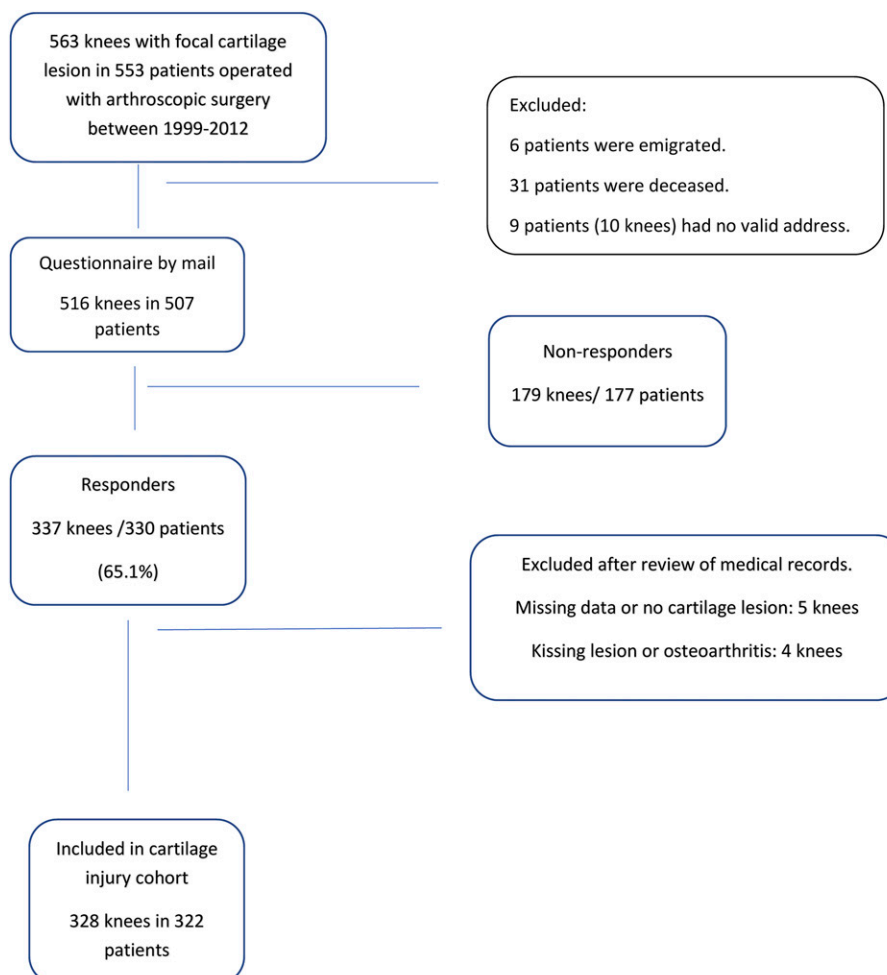 563 knees with focal cartilage
lesion in 553 patients operated
with arthroscopic surgery
between 1999-2012
Excluded:
6 patients were emigrated.
31 patients were deceased.
9 patients (10 knees) had no valid address.
Questionnaire by mail
516 knees in 507
patients
Non-responders
179 knees/ 177 patients
Responders
337 knees /330 patients
(65.1%)
Excluded after review of medical records.
Missing data or no cartilage lesion: 5 knees
Kissing lesion or osteoarthritis: 4 knees
Included in cartilage
injury cohort
328 knees in 322
patients